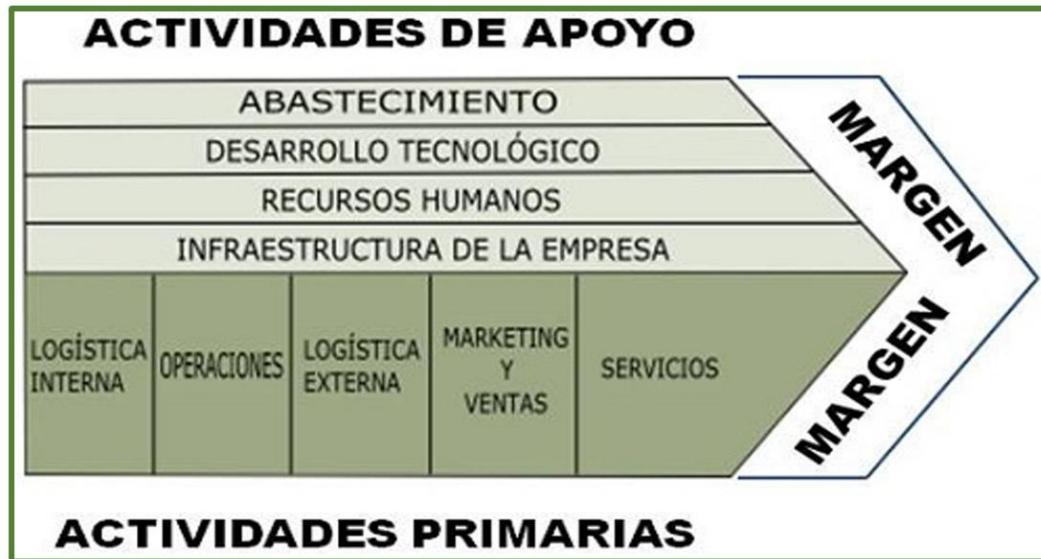 ACTIVIDADES DE APOYO
ABASTECIMIENTO
DESARROLLO TECNOLÓGICO
RECURSOS HUMANOS
INFRAESTRUCTURA DE LA EMPRESA
MARGEN
LOGÍSTICA
INTERNA
OPERACIONES
LOGÍSTICA
EXTERNA
MARKETING
Y
VENTAS
SERVICIOS
MARGEN
ACTIVIDADES PRIMARIAS